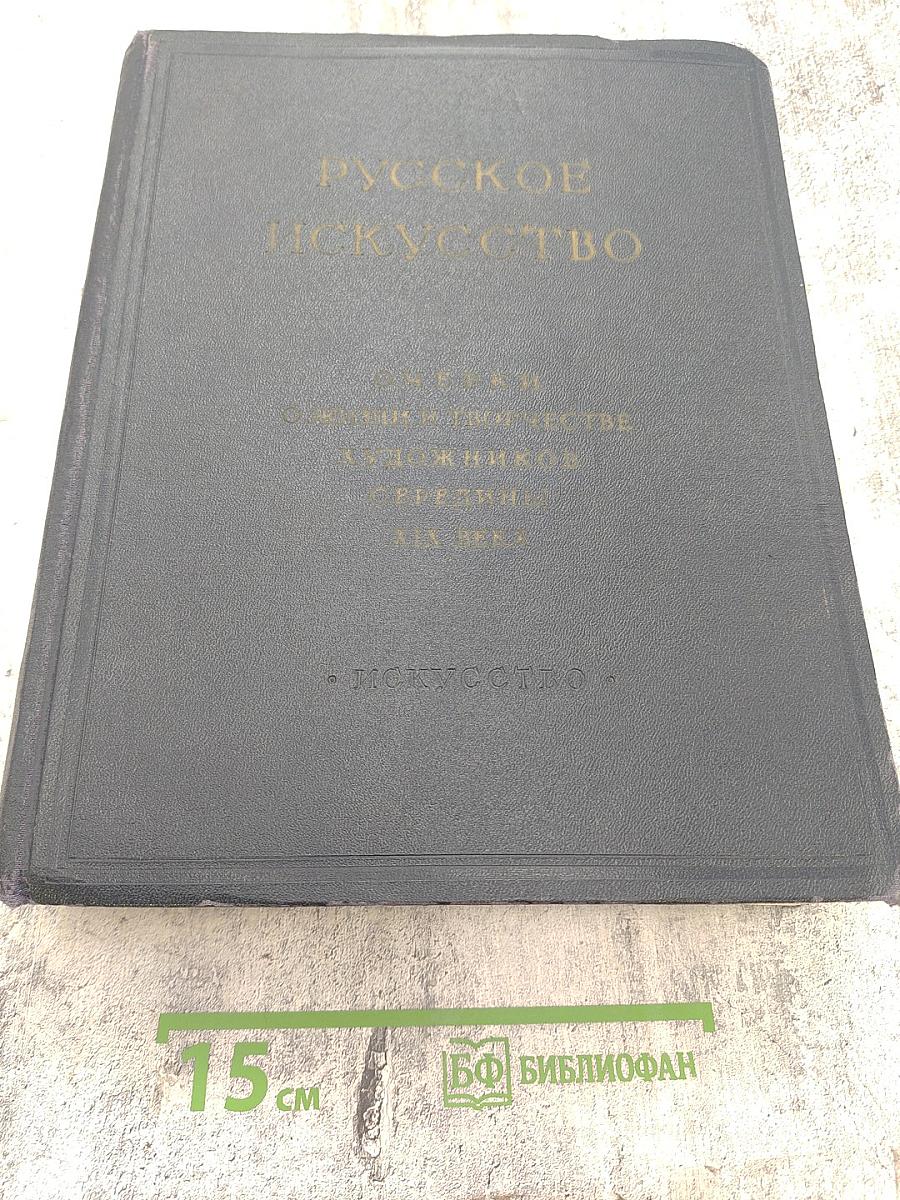 РУССКОЕ
ИСКУССТВО
ОЧЕРКИ
О ЖИЗНИ И ТВОРЧЕСТВЕ
ХУДОЖНИКОВ
СЕРЕДИНЫ
XIX ВЕКА
• ИСКУССТВО •
15 см
БФ БИБЛИОФАН